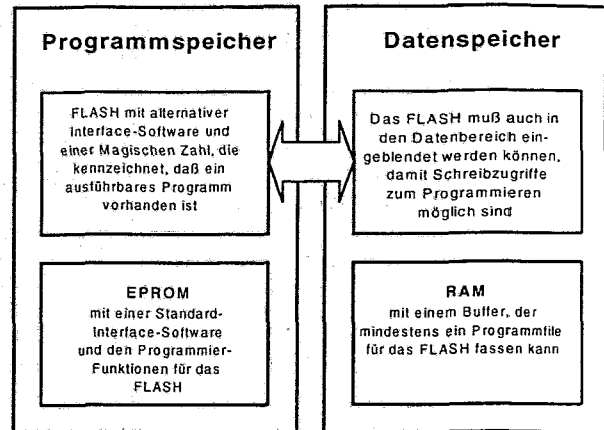 Programmspeicher
FLASH mit alternativer
Interface-Software und
einer Magischen Zahl, die
kennzeichnet, daß ein
ausführbares Programm
vorhanden ist
EPROM
mit einer Standard-
Interface-Software
und den Programmier-
Funktionen für das
FLASH
Datenspeicher
Das FLASH muß auch in
den Datenbereich ein-
geblendet werden können,
damit Schreibzugriffe
zum Programmieren
möglich sind
RAM
mit einem Buffer, der
mindestens ein Programmfile
für das FLASH fassen kann